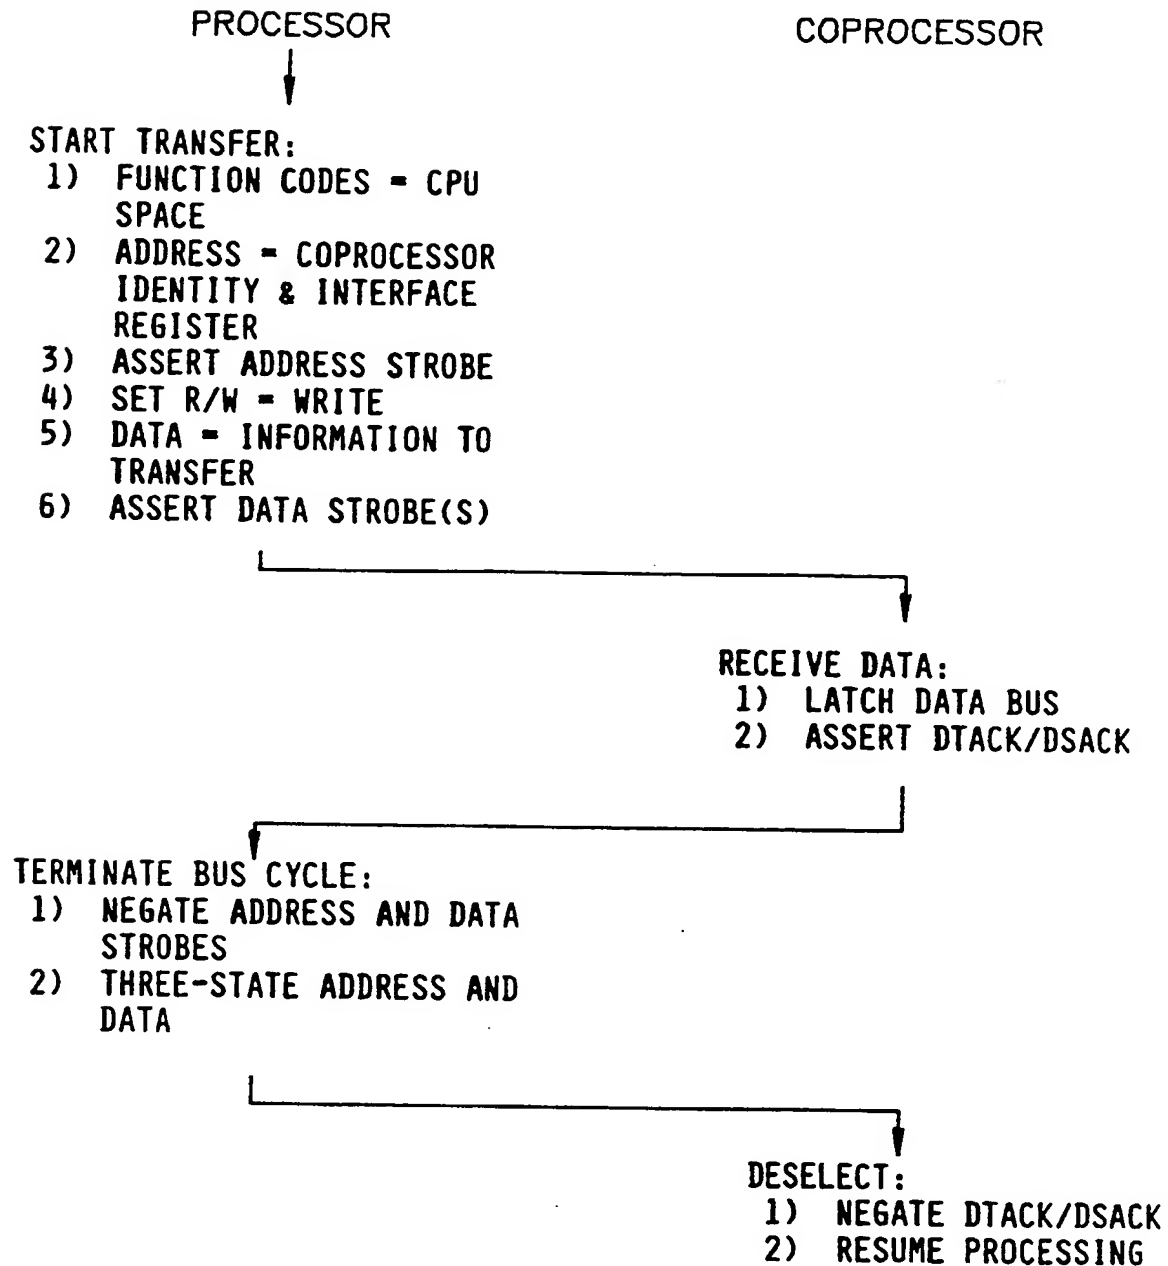 PROCESSOR
COPROCESSOR
START TRANSFER:
1) FUNCTION CODES = CPU
SPACE
2) ADDRESS = COPROCESSOR
IDENTITY & INTERFACE
REGISTER
3) ASSERT ADDRESS STROBE
4) SET R/W = WRITE
5) DATA = INFORMATION TO
TRANSFER
6) ASSERT DATA STROBE(S)
RECEIVE DATA:
1) LATCH DATA BUS
2) ASSERT DTACK/DSACK
TERMINATE BUS CYCLE:
1) NEGATE ADDRESS AND DATA
STROBES
2) THREE-STATE ADDRESS AND
DATA
DESELECT:
1) NEGATE DTACK/DSACK
2) RESUME PROCESSING